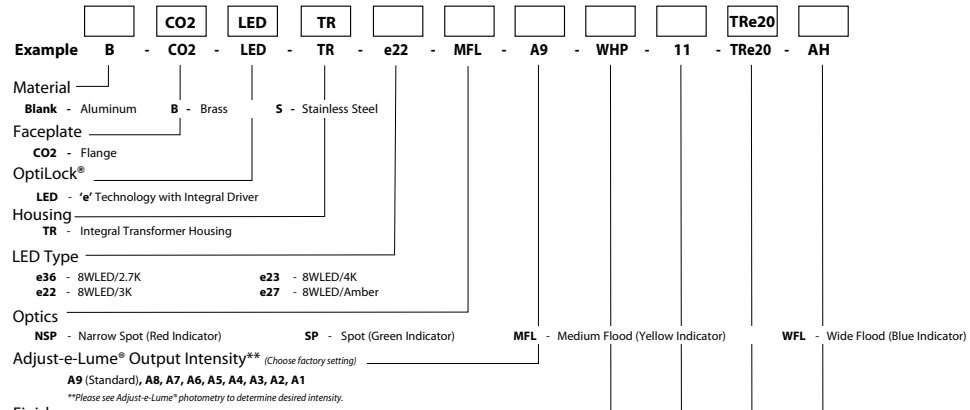 CO2 LED TR TRe20
Example B - CO2 - LED - TR - e22 - MFL - A9 - WHP - 11 - TRe20 - AH
Material
Blank - Aluminum B - Brass S - Stainless Steel
Faceplate
CO2 - Flange
OptiLock®
LED - 'e' Technology with Integral Driver
Housing
TR - Integral Transformer Housing
LED Type
e36 - 8WLED/2.7K e23 - 8WLED/4K
e22 - 8WLED/3K e27 - 8WLED/Amber
Optics
NSP - Narrow Spot (Red Indicator) SP - Spot (Green Indicator) MFL - Medium Flood (Yellow Indicator) WFL - Wide Flood (Blue Indicator)
Adjust-e-Lume® Output Intensity** (Choose factory setting)
A9 (Standard), A8, A7, A6, A5, A4, A3, A2, A1
**Please see Adjust-e-Lume® photometry to determine desired intensity.